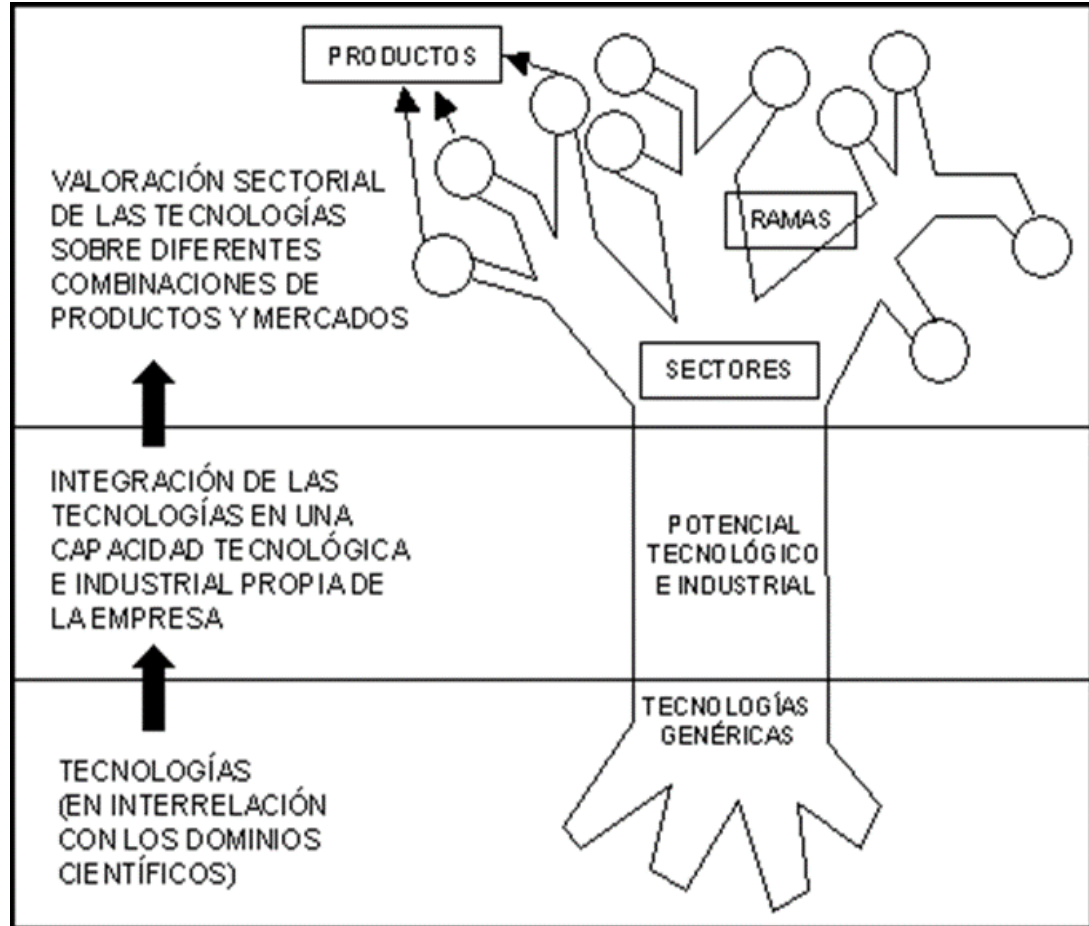 PRODUCTOS
VALORACIÓN SECTORIAL
DE LAS TECNOLOGÍAS
SOBRE DIFERENTES
COMBINACIONES DE
PRODUCTOS Y MERCADOS
RAMAS
SECTORES
INTEGRACIÓN DE LAS
TECNOLOGÍAS EN UNA
CAPACIDAD TECNOLÓGICA
E INDUSTRIAL PROPIA DE
LA EMPRESA
POTENCIAL
TECNOLÓGICO
E INDUSTRIAL
TECNOLOGÍAS
GENÉRICAS
TECNOLOGÍAS
(EN INTERRELACIÓN
CON LOS DOMINIOS
CIENTÍFICOS)